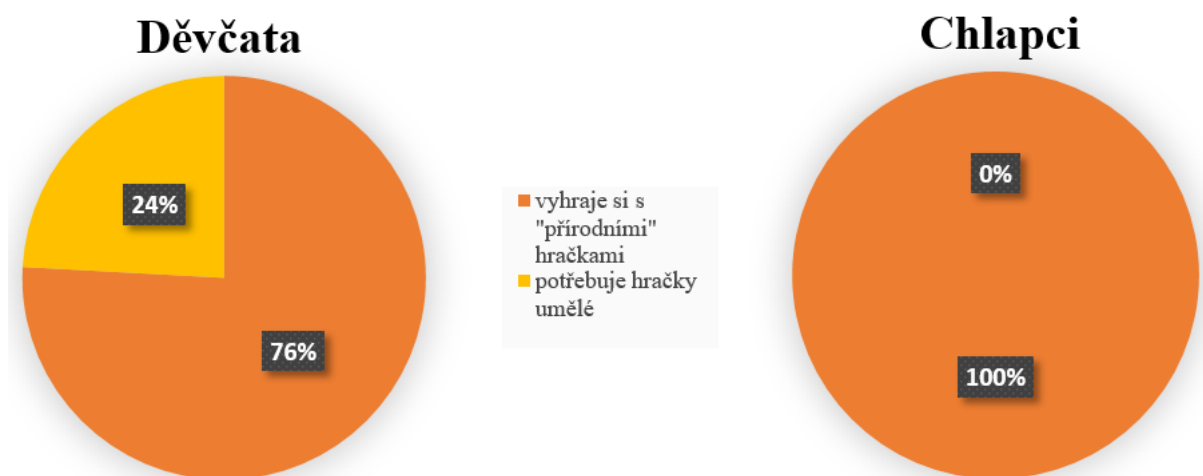 Děvčata
Chlapci
24%
76%
vyhraje si s
"přírodními"
hračkami
potřebuje hračky
umělé
0%
100%